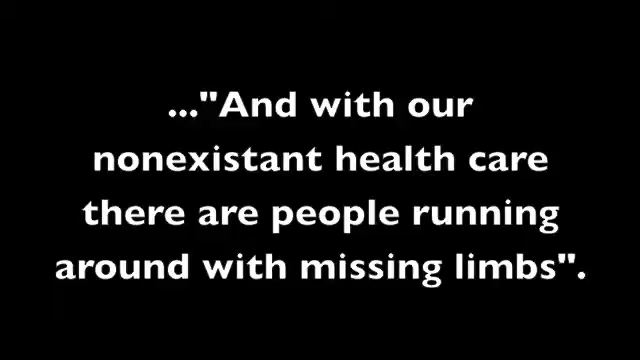 ..."And with our
nonexistant health care
there are people running
around with missing limbs".